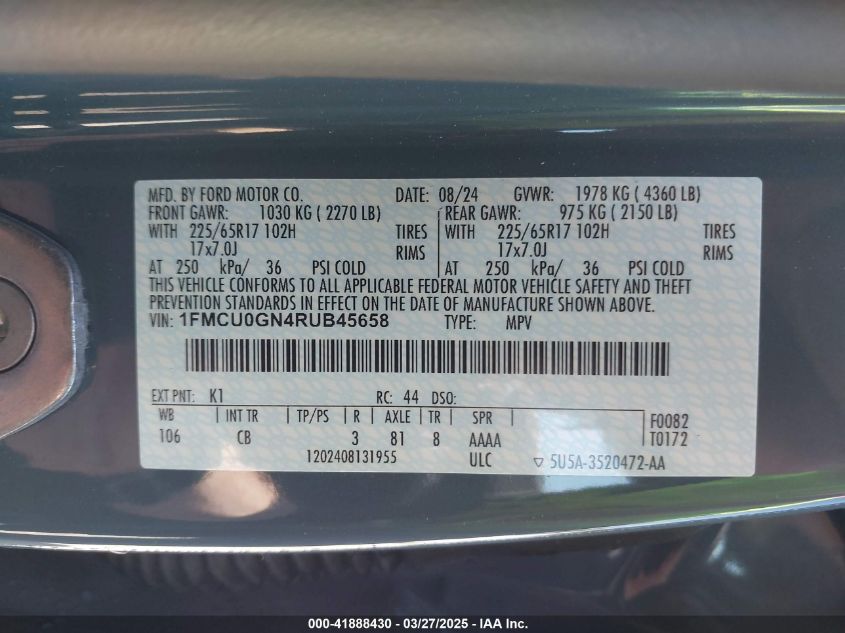 MFD. BY FORD MOTOR CO. DATE: 08/24 GVWR: 1978 KG ( 4360 LB)
FRONT GAWR: 1030 KG ( 2270 LB) REAR GAWR: 975 KG ( 2150 LB)
WITH 225/65R17 102H TIRES WITH 225/65R17 102H TIRES
17x7.0J RIMS 17x7.0J RIMS
AT 250 kPa/ 36 PSI COLD AT 250 kPa/ 36 PSI COLD
THIS VEHICLE CONFORMS TO ALL APPLICABLE FEDERAL MOTOR VEHICLE SAFETY AND THEFT
PREVENTION STANDARDS IN EFFECT ON THE DATE OF MANUFACTURE SHOWN ABOVE.
VIN: 1FMCU0GN4RUB45658 TYPE: MPV
EXT PNT: K1 RC: 44 DSO:
WB INT TR TP/PS R AXLE TR SPR F0082
106 CB 3 81 8 AAAA T0172
1202408131955 ULC 5U5A-3520472-AA
000-41888430 - 03/27/2025 - IAA Inc.